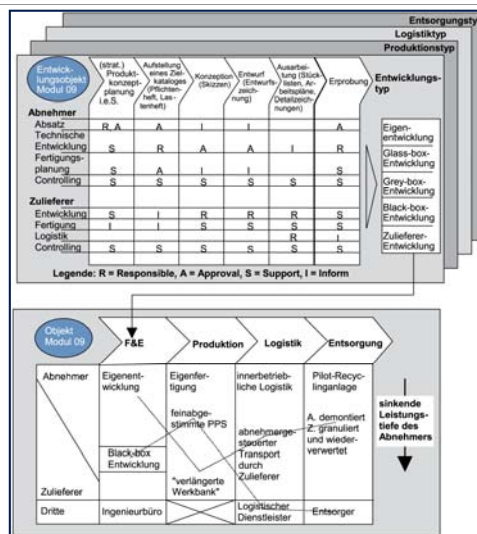 Entsorgungstyp
Logistiktyp
Produktionstyp
Entwick-
lungsobjekt
Modul 09
(strat.)
Produkt-
konzept-
planung
i.e.S.
Aufstellung
eines Ziel-
kataloges
(Pflichten-
heft, Las-
tenheft)
Konzeption
(Skizzen)
Entwurf
(Entwurfs-
zeichnung)
Ausarbei-
tung (Stück-
listen, Ar-
beitspläne,
Detailzeich-
nungen)
Erprobung
Entwicklungs-
typ
Abnehmer
Absatz R, A A I I A
Technische
Entwicklung S R A A I R
Fertigungs-
planung S A I I S
Controlling S S S S S S
Zulieferer
Entwicklung S I R R R S
Fertigung I I S S S S
Logistik R I
Controlling S S S S S S
Eigen-
entwicklung
Glass-box-
Entwicklung
Grey-box-
Entwicklung
Black-box-
Entwicklung
Zulieferer-
Entwicklung
Legende: R = Responsible, A = Approval, S = Support, I = Inform
Objekt
Modul 09
F&E
Produktion
Logistik
Entsorgung
Abnehmer
Zulieferer
Eigenent-
wicklung
Black-box
Entwicklung
Eigenfer-
tigung
feinabge-
stimmte PPS
"verlängerte
Werkbank"
innerbetrieb-
liche Logistik
abnehmerge-
steuerter
Transport
durch
Zulieferer
Pilot-Recyc-
linganlage
A. demontiert
Z. granuliert
und wieder-
verwertet
Dritte
Ingenieurbüro
Logistischer
Dienstleister
Entsorger
sinkende
Leistungs-
tiefe des
Abnehmers